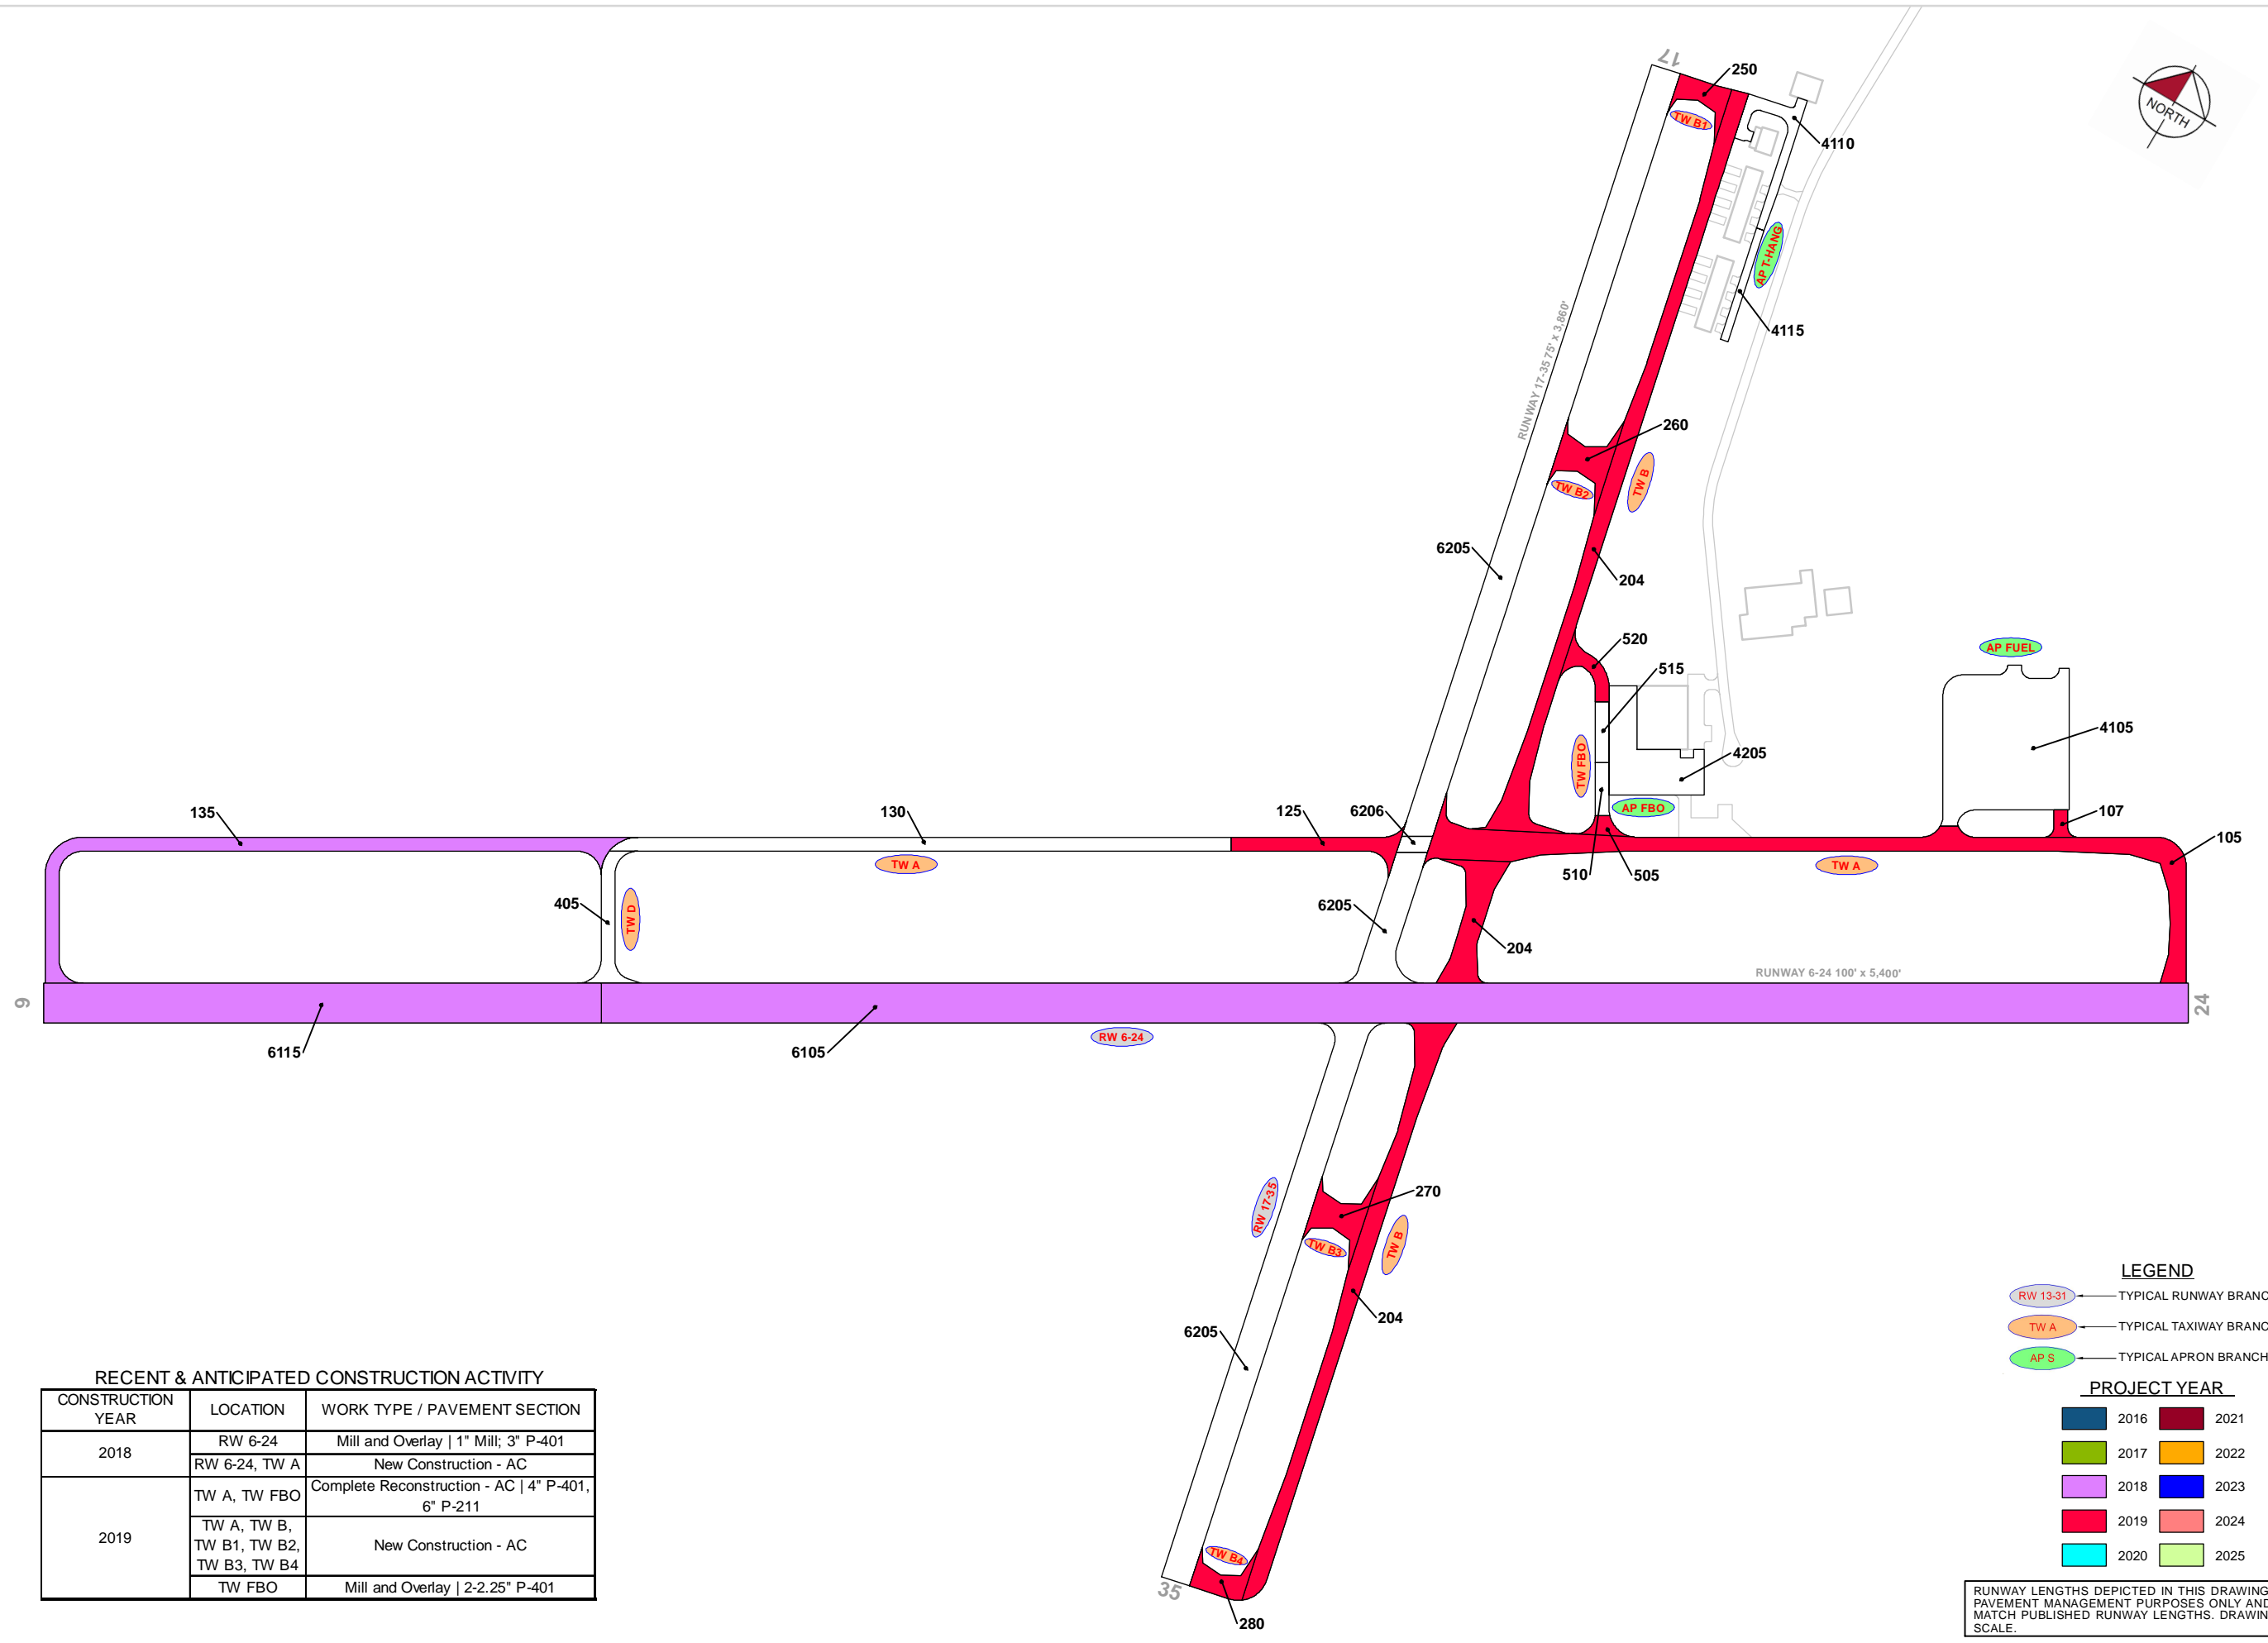 17
250
NORTH
TW B1
4110
AP T-HANG
4115
RUNWAY 17-35 75' x 3,860'
260
TW B2
TW B
6205
204
520
515
AP FUEL
4105
TW FBO
4205
AP FBO
135
130
125
6206
107
105
TW A
510
505
TW A
405
TW D
6205
204
RUNWAY 6-24 100' x 5,400'
6
24
6115
6105
RW 6-24
RW 17-35
270
TW B3
TW B
204
6205
TW B4
35
280
LEGEND
RW 13-31 TYPICAL RUNWAY BRANC
TW A TYPICAL TAXIWAY BRANC
AP S TYPICAL APRON BRANCH
PROJECT YEAR
2016 2021
2017 2022
2018 2023
2019 2024
2020 2025
RUNWAY LENGTHS DEPICTED IN THIS DRAWING
PAVEMENT MANAGEMENT PURPOSES ONLY AND
MATCH PUBLISHED RUNWAY LENGTHS. DRAWIN
SCALE.
RECENT & ANTICIPATED CONSTRUCTION ACTIVITY
CONSTRUCTION YEAR LOCATION WORK TYPE / PAVEMENT SECTION
2018 RW 6-24 Mill and Overlay | 1" Mill; 3" P-401
RW 6-24, TW A New Construction - AC
2019 TW A, TW FBO Complete Reconstruction - AC | 4" P-401, 6" P-211
TW A, TW B, TW B1, TW B2, TW B3, TW B4 New Construction - AC
TW FBO Mill and Overlay | 2-2.25" P-401